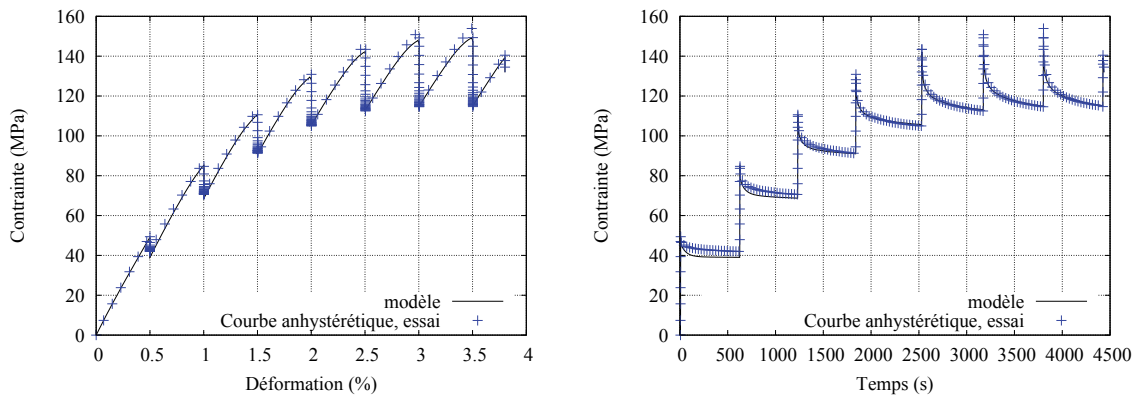 160
140
120
100
80
60
40
20
0
Contrainte (MPa)
0 0.5 1 1.5 2 2.5 3 3.5 4
Déformation (%)
modèle
Courbe anhystérétique, essai
160
140
120
100
80
60
40
20
0
Contrainte (MPa)
0 500 1000 1500 2000 2500 3000 3500 4000 4500
Temps (s)
modèle
Courbe anhystérétique, essai